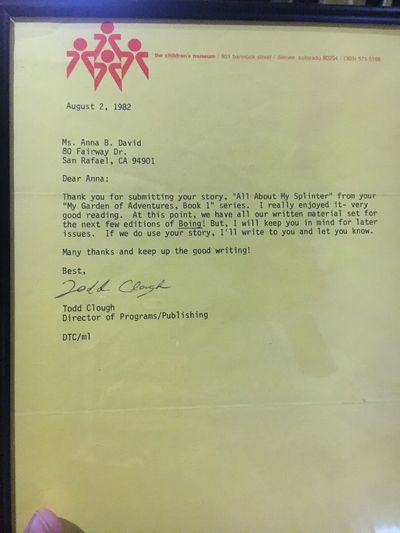 the children's museum / 931 bannock street / denver, colorado 80204 / (303) 571-5198
August 2, 1982
Ms. Anna B. David
80 Fairway Dr.
San Rafael, CA 94901
Dear Anna:
Thank you for submitting your story, "All About My Splinter" from your
"My Garden of Adventures, Book 1" series. I really enjoyed it- very
good reading. At this point, we have all our written material set for
the next few editions of Boing! But, I will keep you in mind for later
issues. If we do use your story, I'll write to you and let you know.
Many thanks and keep up the good writing!
Best,
Todd Clough
Todd Clough
Director of Programs/Publishing
DTC/ml